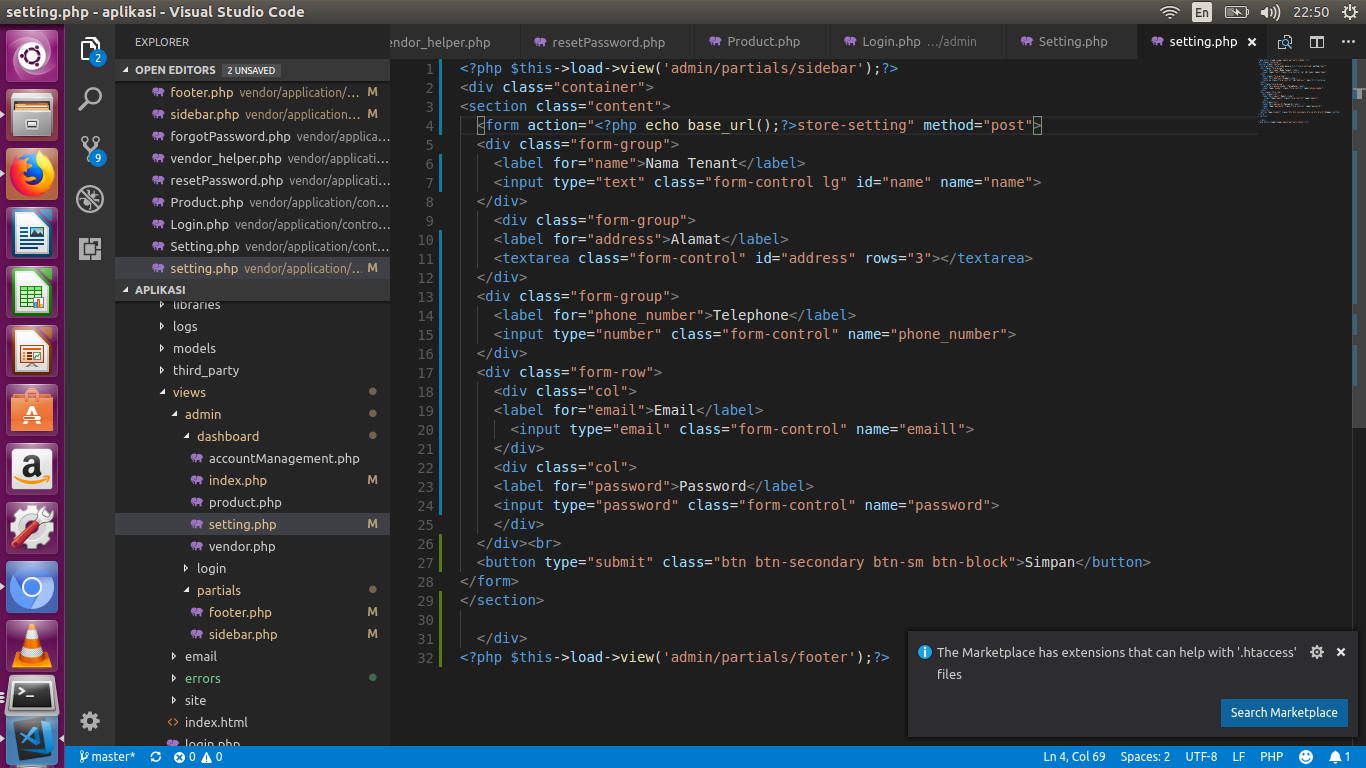 setting.php - aplikasi - Visual Studio Code
En
22:50
EXPLORER
endor_helper.php
resetPassword.php
Product.php
Login.php …/admin
Setting.php
setting.php
OPEN EDITORS 2 UNSAVED
footer.php vendor/application/... M
sidebar.php vendor/application... M
forgotPassword.php vendor/ap...
vendor_helper.php vendor/appl...
resetPassword.php vendor/applicati...
Product.php vendor/application/con...
Login.php vendor/application/contro...
Setting.php vendor/application/cont...
setting.php vendor/application/... M
APLIKASI
libraries
logs
models
third_party
views
admin
dashboard
accountManagement.php
index.php M
product.php
setting.php M
vendor.php
login
partials
footer.php M
sidebar.php M
email
errors
site
index.html
login.php
2
9
1 <?php $this->load->view('admin/partials/sidebar');?>
2 <div class="container">
3 <section class="content">
4 <form action="<?php echo base_url();?>store-setting" method="post">
5 <div class="form-group">
6 <label for="name">Nama Tenant</label>
7 <input type="text" class="form-control lg" id="name" name="name">
8 </div>
9 <div class="form-group">
10 <label for="address">Alamat</label>
11 <textarea class="form-control" id="address" rows="3"></textarea>
12 </div>
13 <div class="form-group">
14 <label for="phone_number">Telephone</label>
15 <input type="number" class="form-control" name="phone_number">
16 </div>
17 <div class="form-row">
18 <div class="col">
19 <label for="email">Email</label>
20 <input type="email" class="form-control" name="emaill">
21 </div>
22 <div class="col">
23 <label for="password">Password</label>
24 <input type="password" class="form-control" name="password">
25 </div>
26 </div><br>
27 <button type="submit" class="btn btn-secondary btn-sm btn-block">Simpan</button>
28 </form>
29 </section>
30
31 </div>
32 <?php $this->load->view('admin/partials/footer');?>
The Marketplace has extensions that can help with '.htaccess'
files
Search Marketplace
master*
0
0
Ln 4, Col 69
Spaces: 2
UTF-8
LF
PHP
1